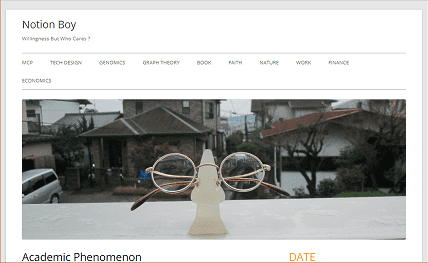 Notion Boy
Willingness But Who Cares ?
MCP TECH DESIGN GENOMICS GRAPH THEORY BOOK FAITH NATURE WORK FINANCE
ECONOMICS
Academic Phenomenon DATE